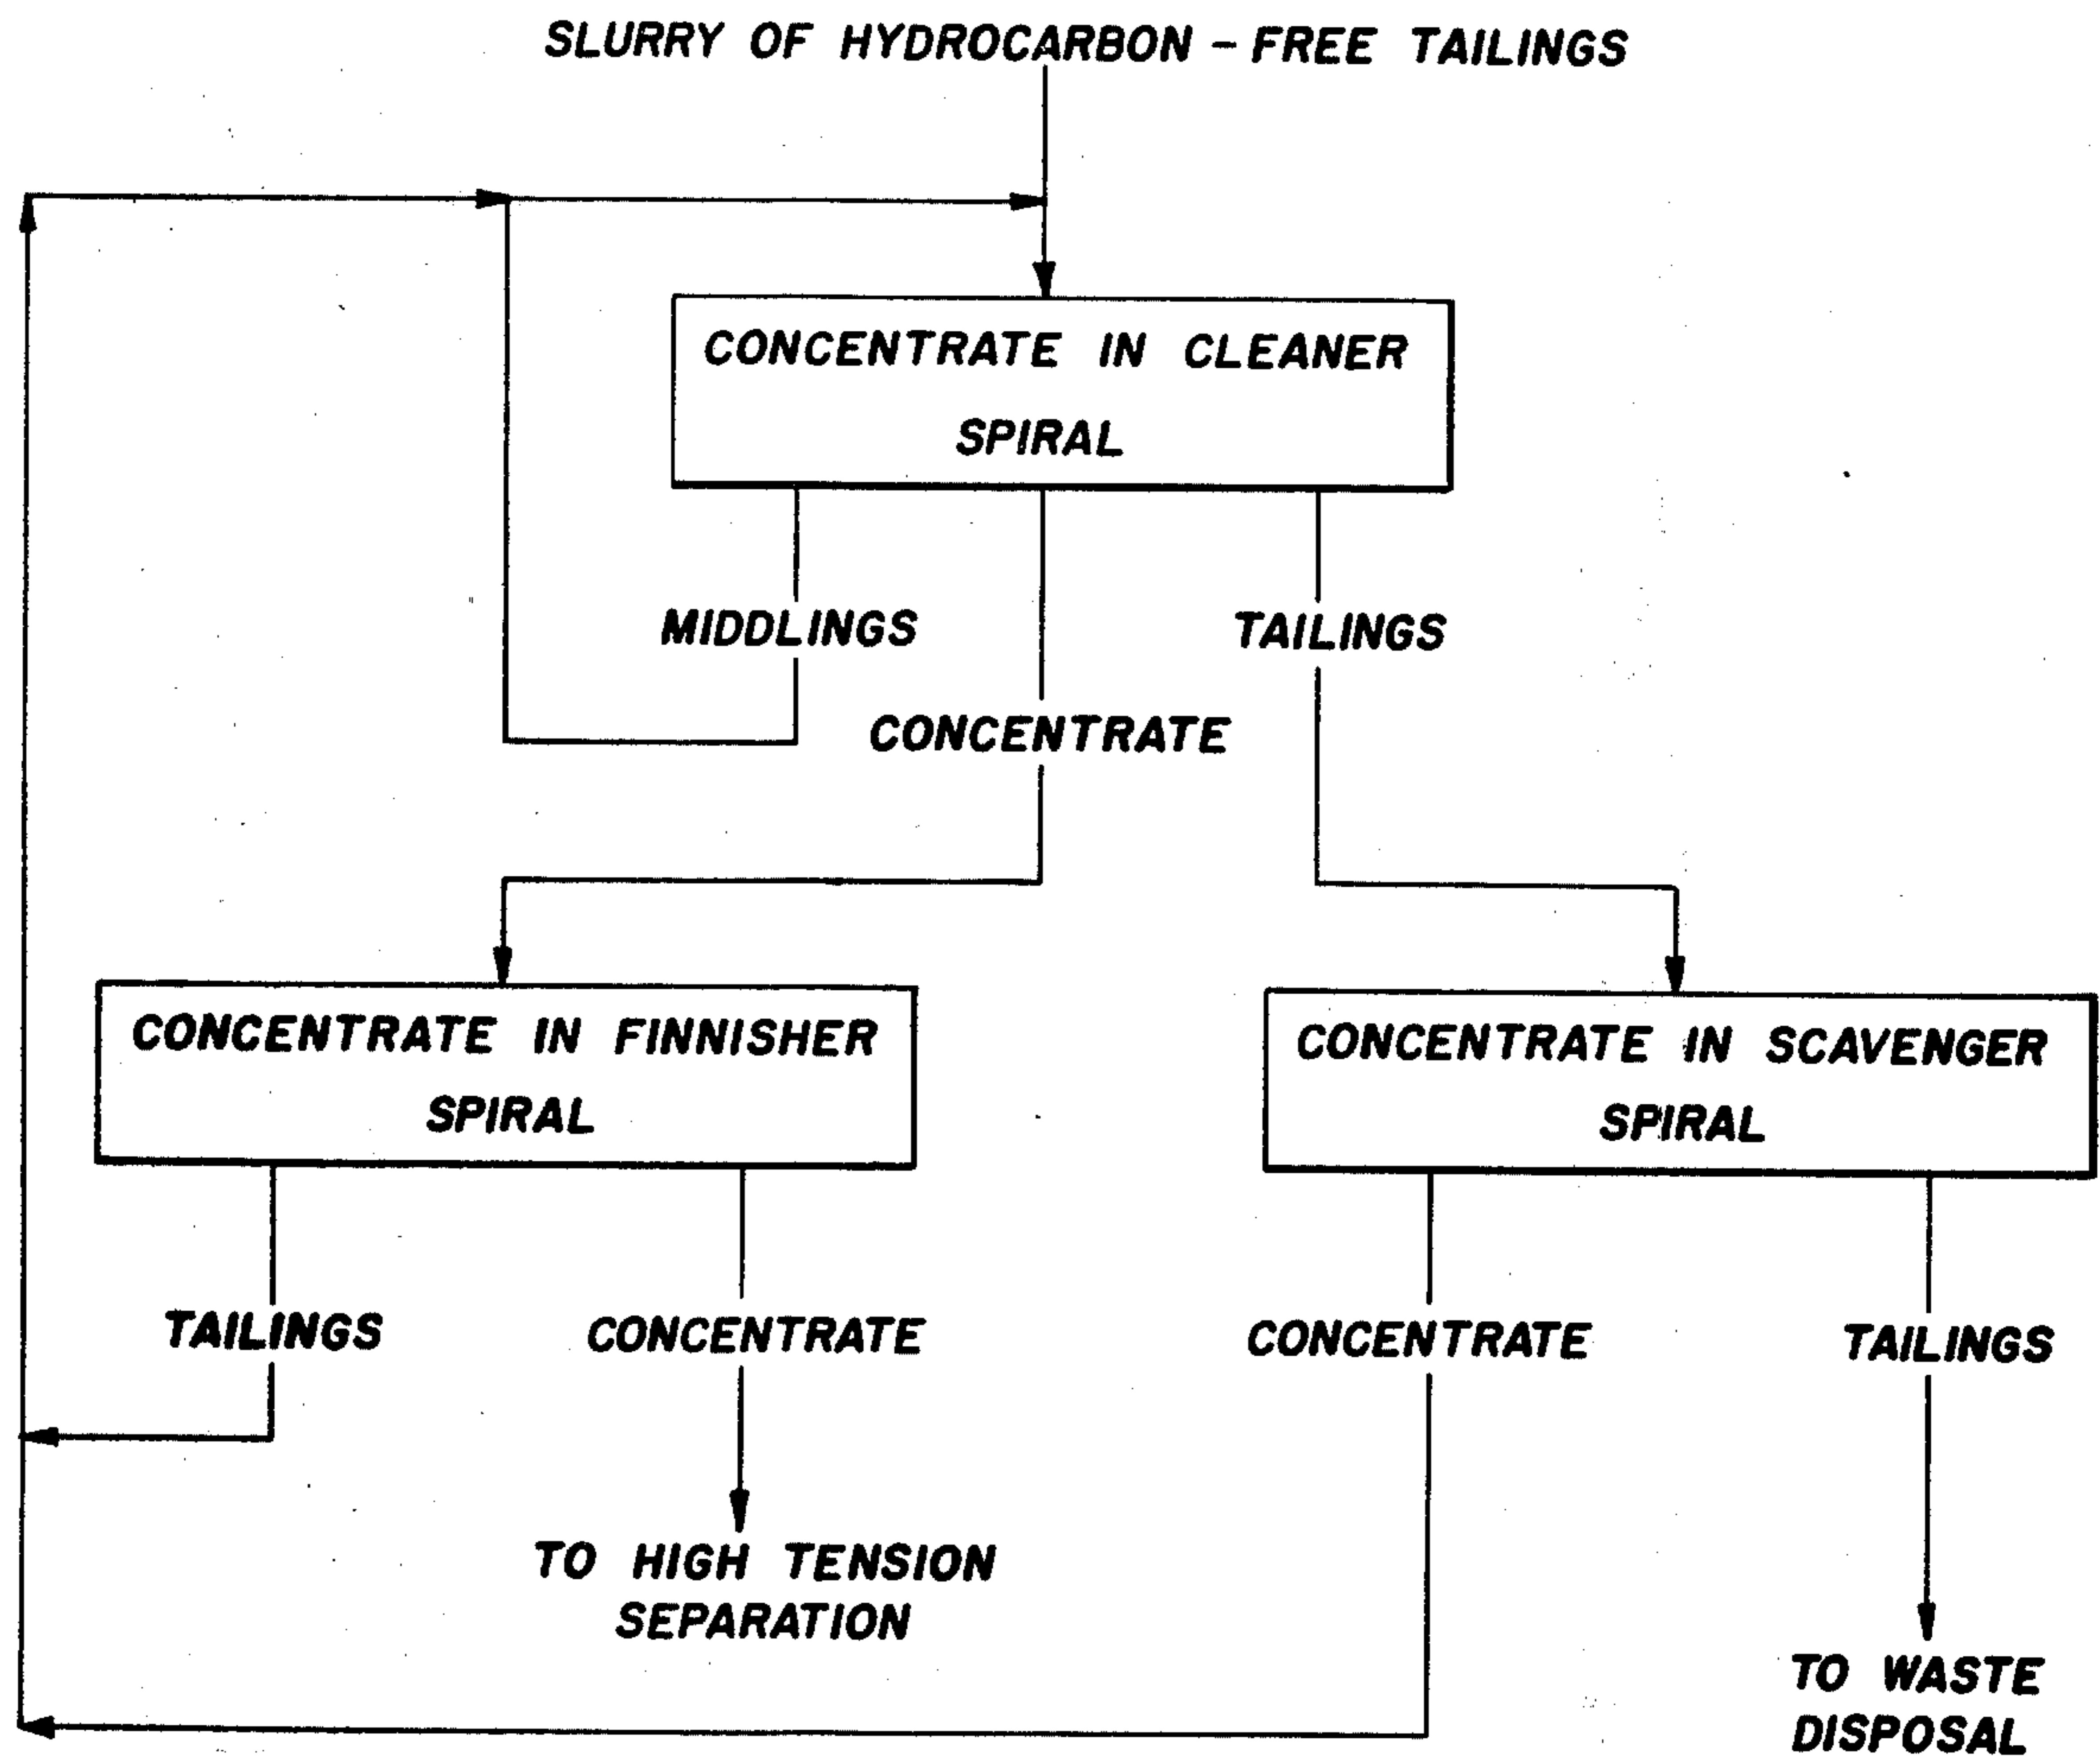 SLURRY OF HYDROCARBON – FREE TAILINGS
CONCENTRATE IN CLEANER
SPIRAL
MIDDLINGS
TAILINGS
CONCENTRATE
CONCENTRATE IN FINNISHER
SPIRAL
CONCENTRATE IN SCAVENGER
SPIRAL
TAILINGS
CONCENTRATE
CONCENTRATE
TAILINGS
TO HIGH TENSION
SEPARATION
TO WASTE
DISPOSAL